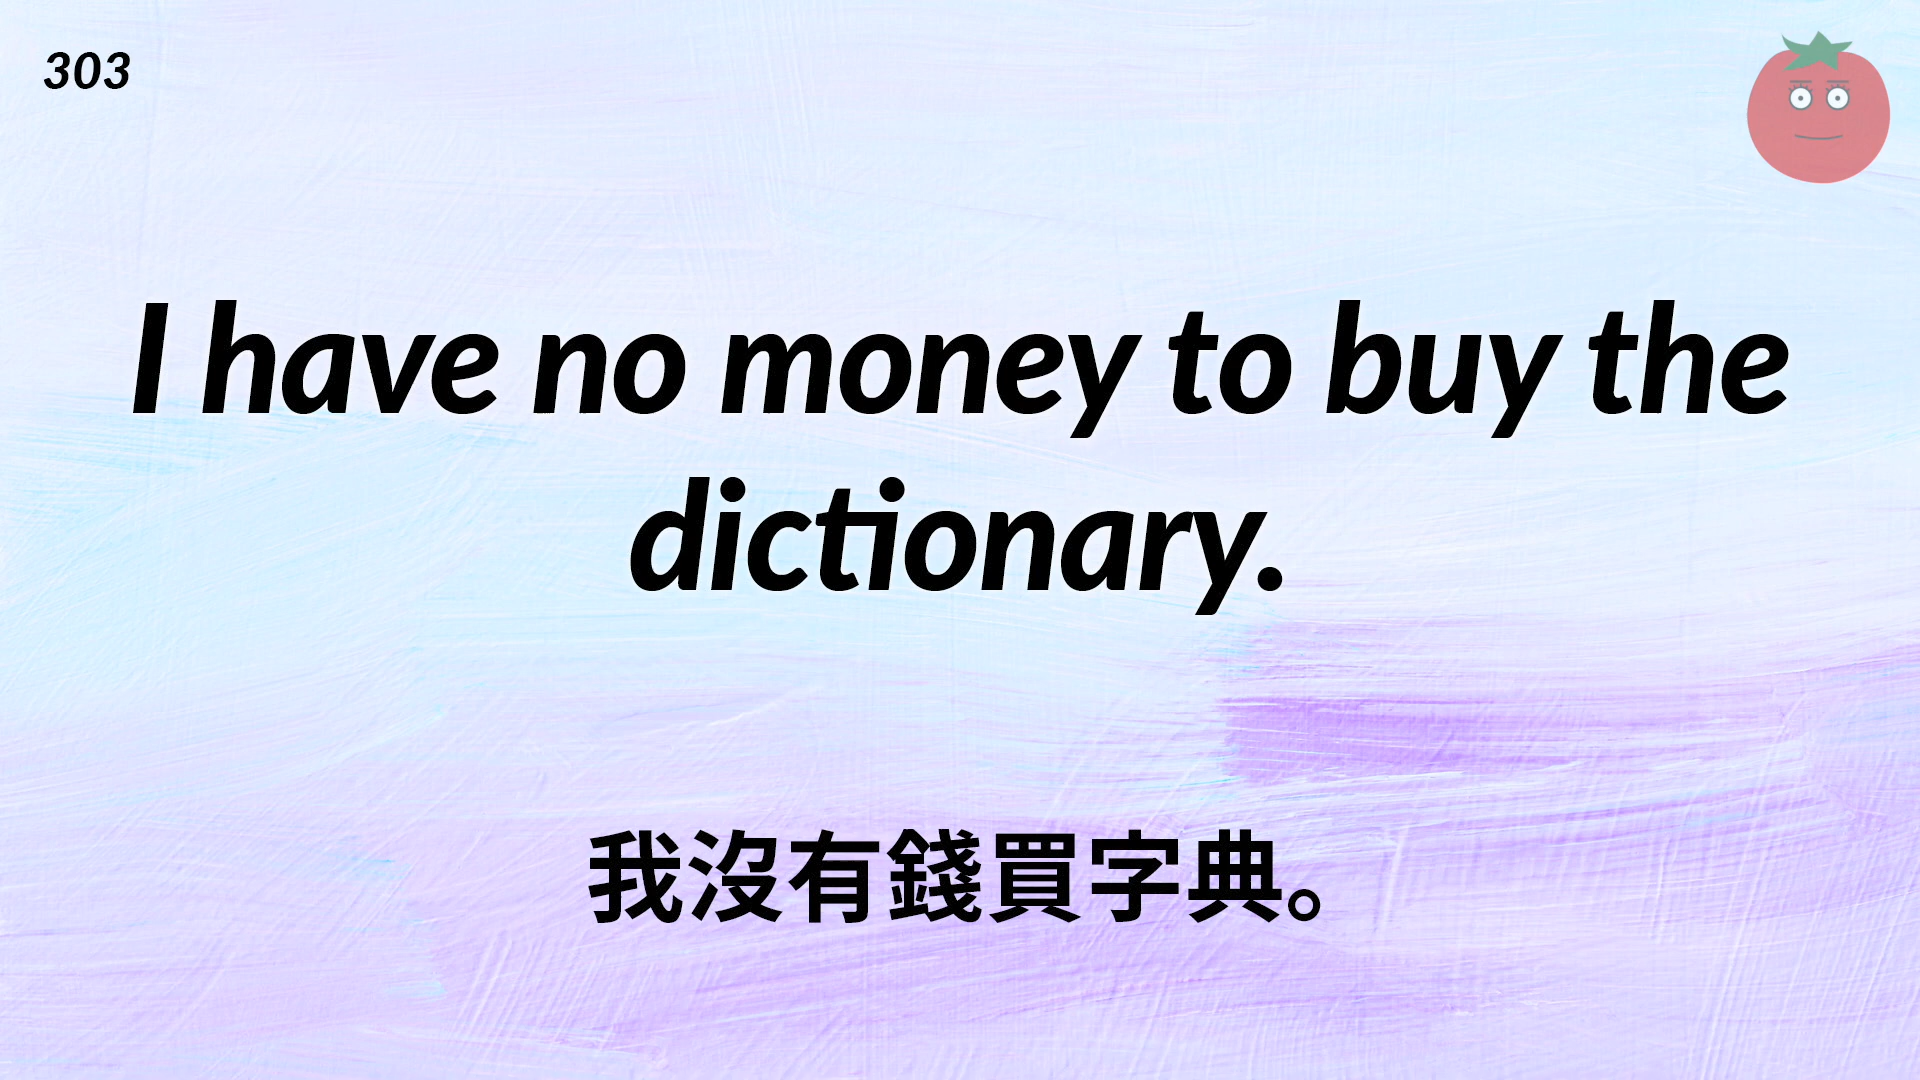 303
I have no money to buy the
dictionary.
我沒有錢買字典。